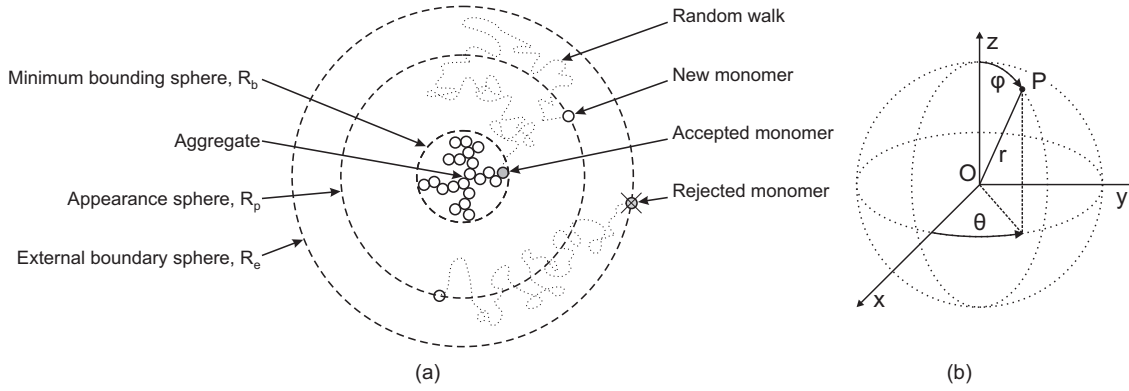 Minimum bounding sphere, R_b
Aggregate
Appearance sphere, R_p
External boundary sphere, R_e
Random walk
New monomer
Accepted monomer
Rejected monomer
(a)
z
φ
P
r
O
y
θ
x
(b)